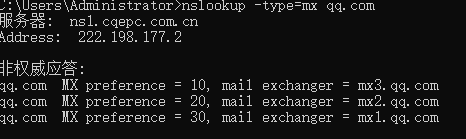 C:\Users\Administrator>nslookup -type=mx qq.com
服务器:  ns1.cqepc.com.cn
Address:  222.198.177.2
非权威应答:
qq.com  MX preference = 10, mail exchanger = mx3.qq.com
qq.com  MX preference = 20, mail exchanger = mx2.qq.com
qq.com  MX preference = 30, mail exchanger = mx1.qq.com